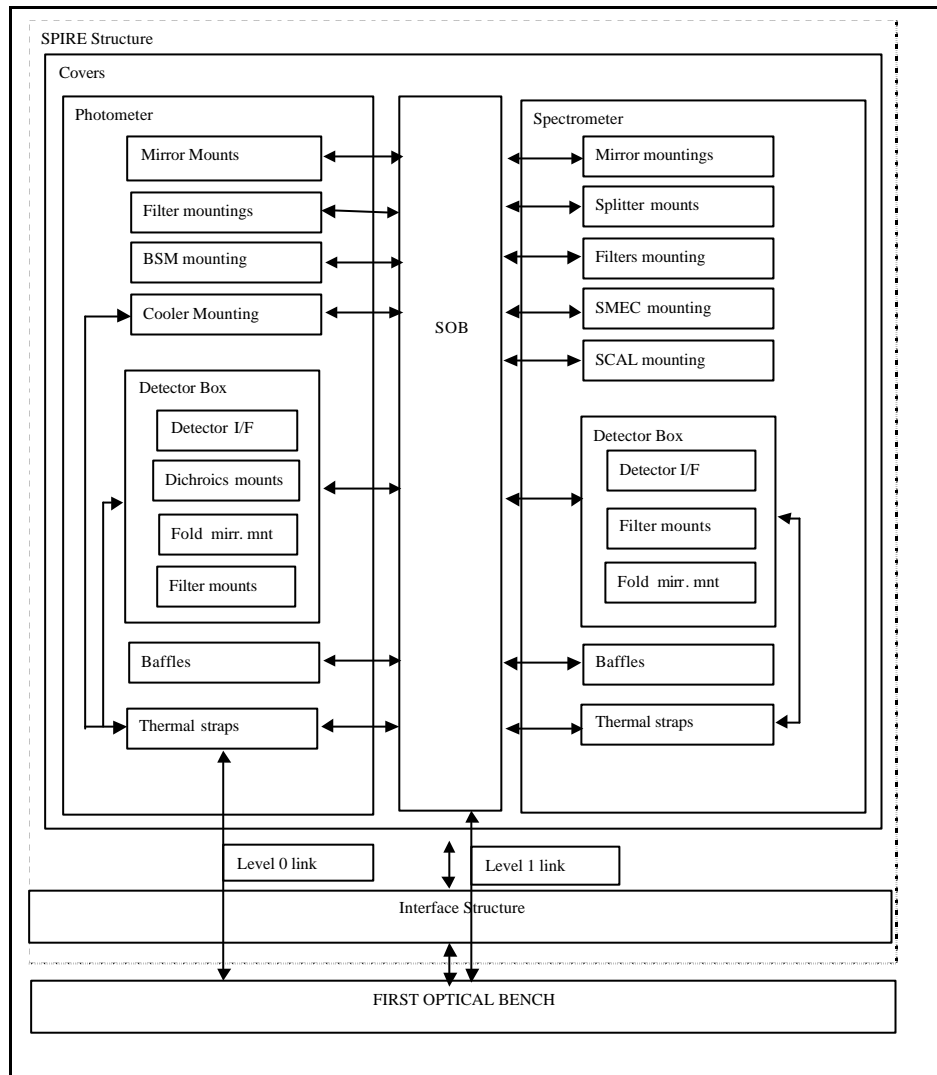 SPIRE Structure
Covers
Photometer
Mirror Mounts
Filter mountings
BSM mounting
Cooler Mounting
Detector Box
Detector I/F
Dichroics mounts
Fold mirr. mnt
Filter mounts
Baffles
Thermal straps
SOB
Spectrometer
Mirror mountings
Splitter mounts
Filters mounting
SMEC mounting
SCAL mounting
Detector Box
Detector I/F
Filter mounts
Fold mirr. mnt
Baffles
Thermal straps
Level 0 link
Level 1 link
Interface Structure
FIRST OPTICAL BENCH